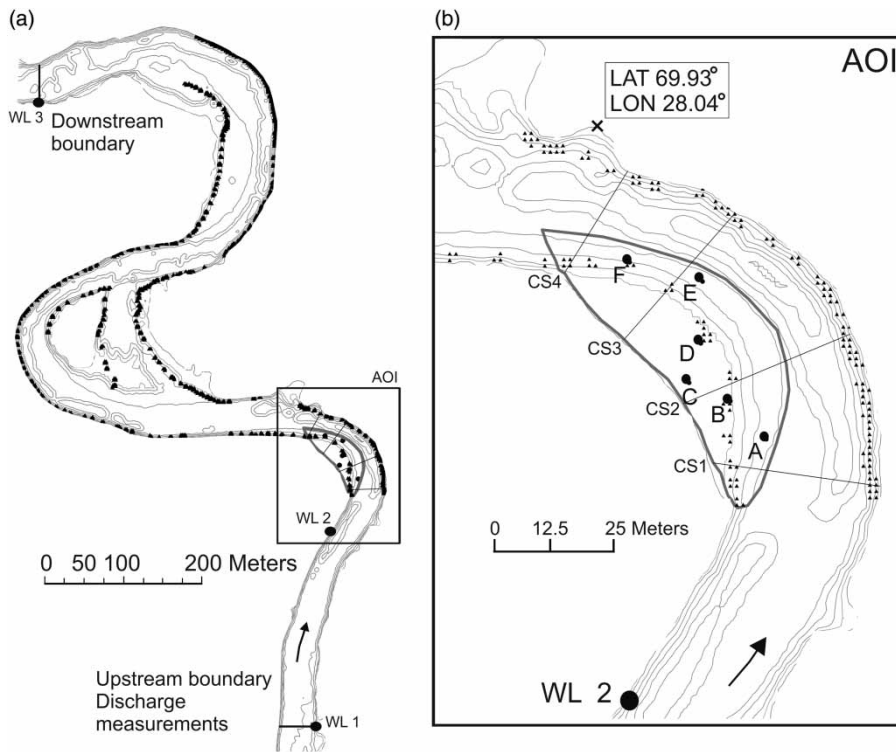 (a)
WL 3
Downstream
boundary
AOI
WL 2
0 50 100 200 Meters
Upstream boundary
Discharge
measurements
WL 1
(b)
AOI
LAT 69.93°
LON 28.04°
F
E
CS4
D
CS3
C
B
CS2
A
CS1
0 12.5 25 Meters
WL 2